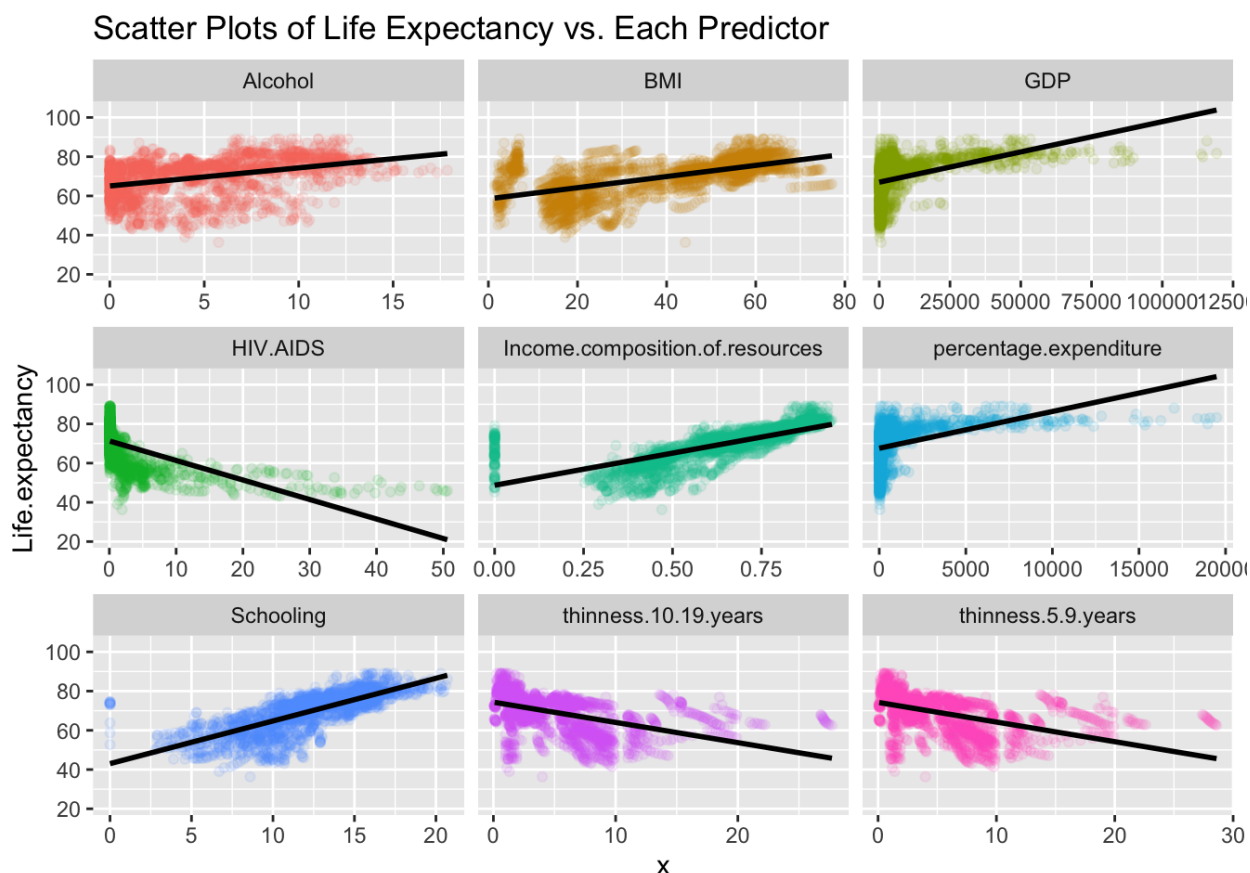 Scatter Plots of Life Expectancy vs. Each Predictor
Alcohol BMI GDP
100
80
60
40
20
0 5 10 15 0 20 40 60 80 0 25000 50000 75000 100000 12500
HIV.AIDS Income.composition.of.resources percentage.expenditure
100
80
60
40
20
0 10 20 30 40 50 0.00 0.25 0.50 0.75 0 5000 10000 15000 20000
Life.expectancy
Schooling thinness.10.19.years thinness.5.9.years
100
80
60
40
20
0 5 10 15 20 0 10 20 0 10 20 30
x